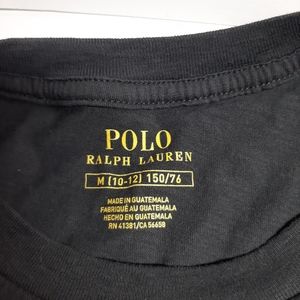 POLO
RALPH LAUREN
M (10-12) 150/76
MADE IN GUATEMALA
FABRIQUÉ AU GUATEMALA
HECHO EN GUATEMALA
RN 41381/CA 56658